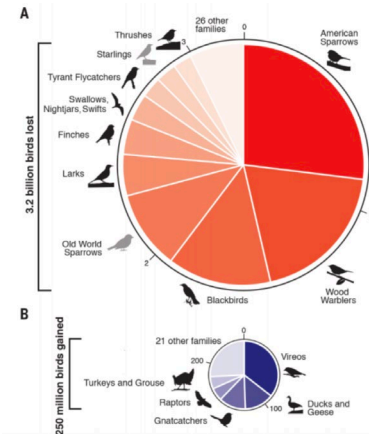 A
26 other
families
0
American
Sparrows
Thrushes
3
Starlings
Tyrant Flycatchers
Swallows,
Nightjars, Swifts
Finches
Larks
Old World
Sparrows
2
Blackbirds
Wood
Warblers
3.2 billion birds lost
B
0
21 other families
200
Vireos
Turkeys and Grouse
Raptors
Gnatcatchers
100
Ducks and
Geese
250 million birds gained